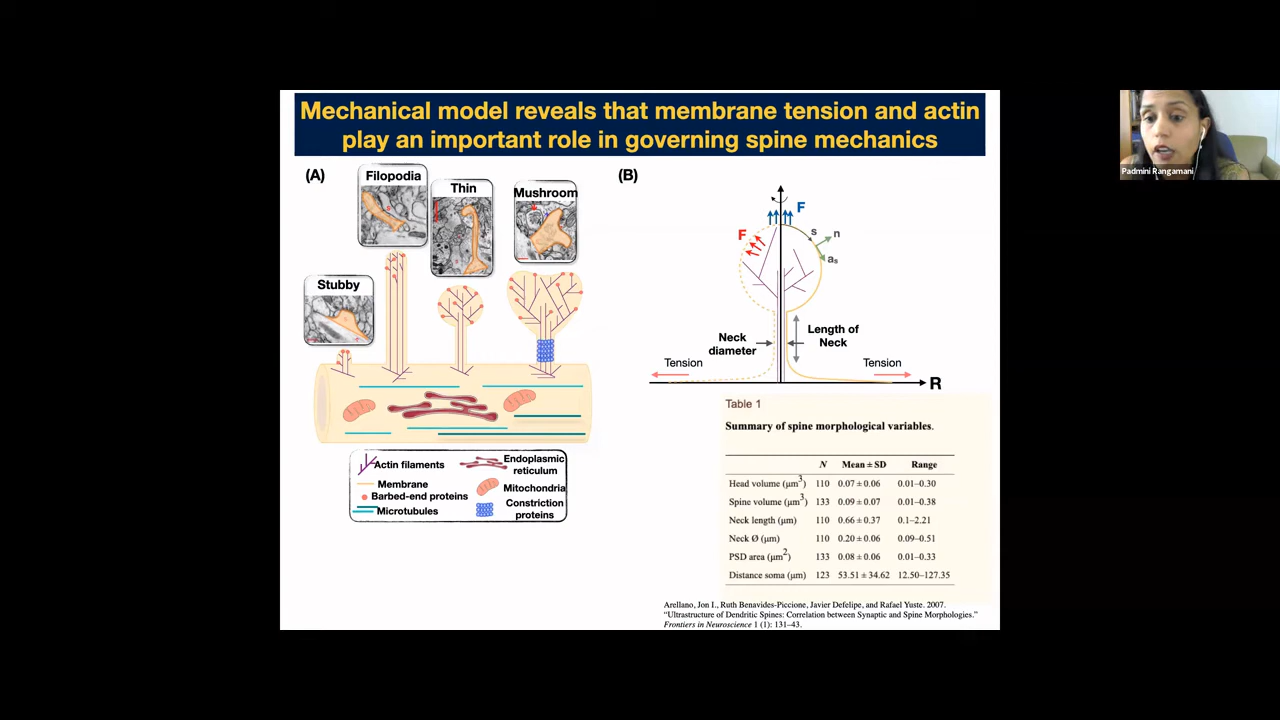 Mechanical model reveals that membrane tension and actin
play an important role in governing spine mechanics
(A)
Filopodia
Thin
Mushroom
Stubby
Actin filaments
Membrane
Barbed-end proteins
Microtubules
Endoplasmic
reticulum
Mitochondria
Constriction
proteins
(B)
F
F
s
n
as
Neck
diameter
Length of
Neck
Tension
Tension
R
Table 1
Summary of spine morphological variables.
N Mean ± SD Range
Head volume (μm3) 110 0.07 ± 0.06 0.01–0.30
Spine volume (μm3) 133 0.09 ± 0.07 0.01–0.38
Neck length (μm) 110 0.66 ± 0.37 0.1–2.21
Neck Ø (μm) 110 0.20 ± 0.06 0.09–0.51
PSD area (μm2) 133 0.08 ± 0.06 0.01–0.33
Distance soma (μm) 123 53.51 ± 34.62 12.50–127.35
Arellano, Jon I., Ruth Benavides-Piccione, Javier Defelipe, and Rafael Yuste. 2007.
“Ultrastructure of Dendritic Spines: Correlation between Synaptic and Spine Morphologies.”
Frontiers in Neuroscience 1 (1): 131–43.
Padmini Rangamani